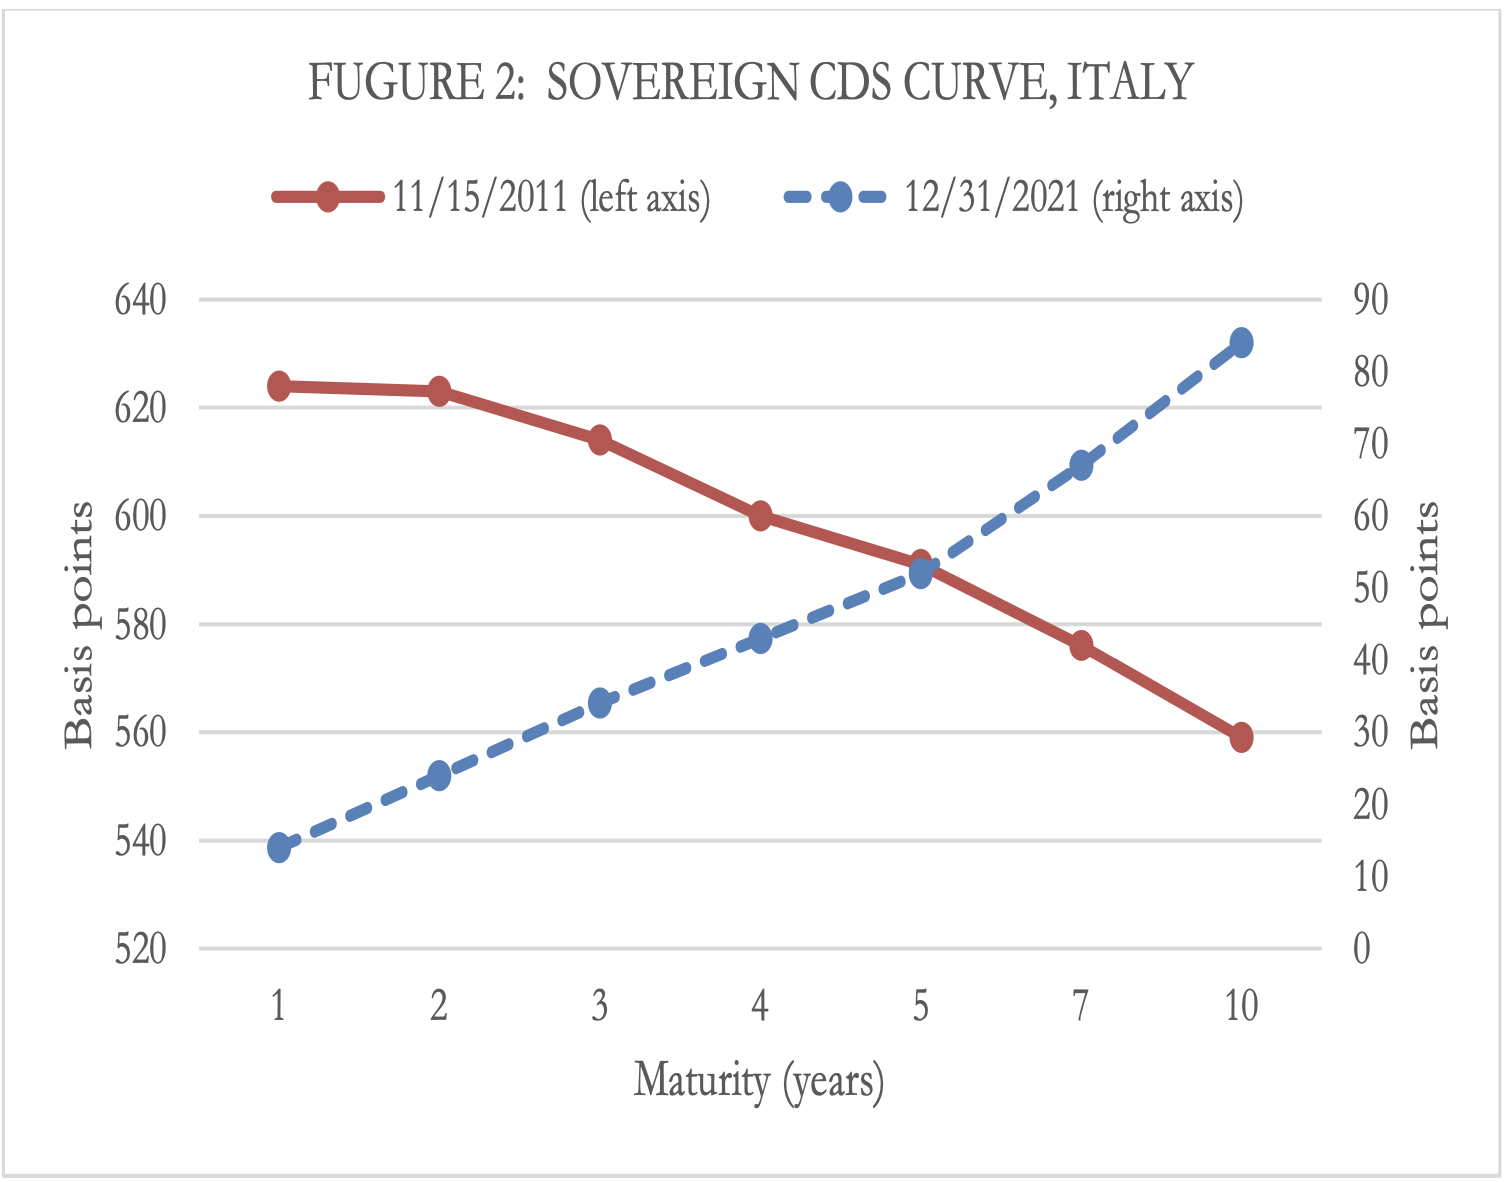 FUGURE 2: SOVEREIGN CDS CURVE, ITALY
11/15/2011 (left axis) 12/31/2021 (right axis)
640 90
80
620
70
600 60
50
580
40
560 30
20
540
10
520 0
Basis points
Basis points
1 2 3 4 5 7 10
Maturity (years)